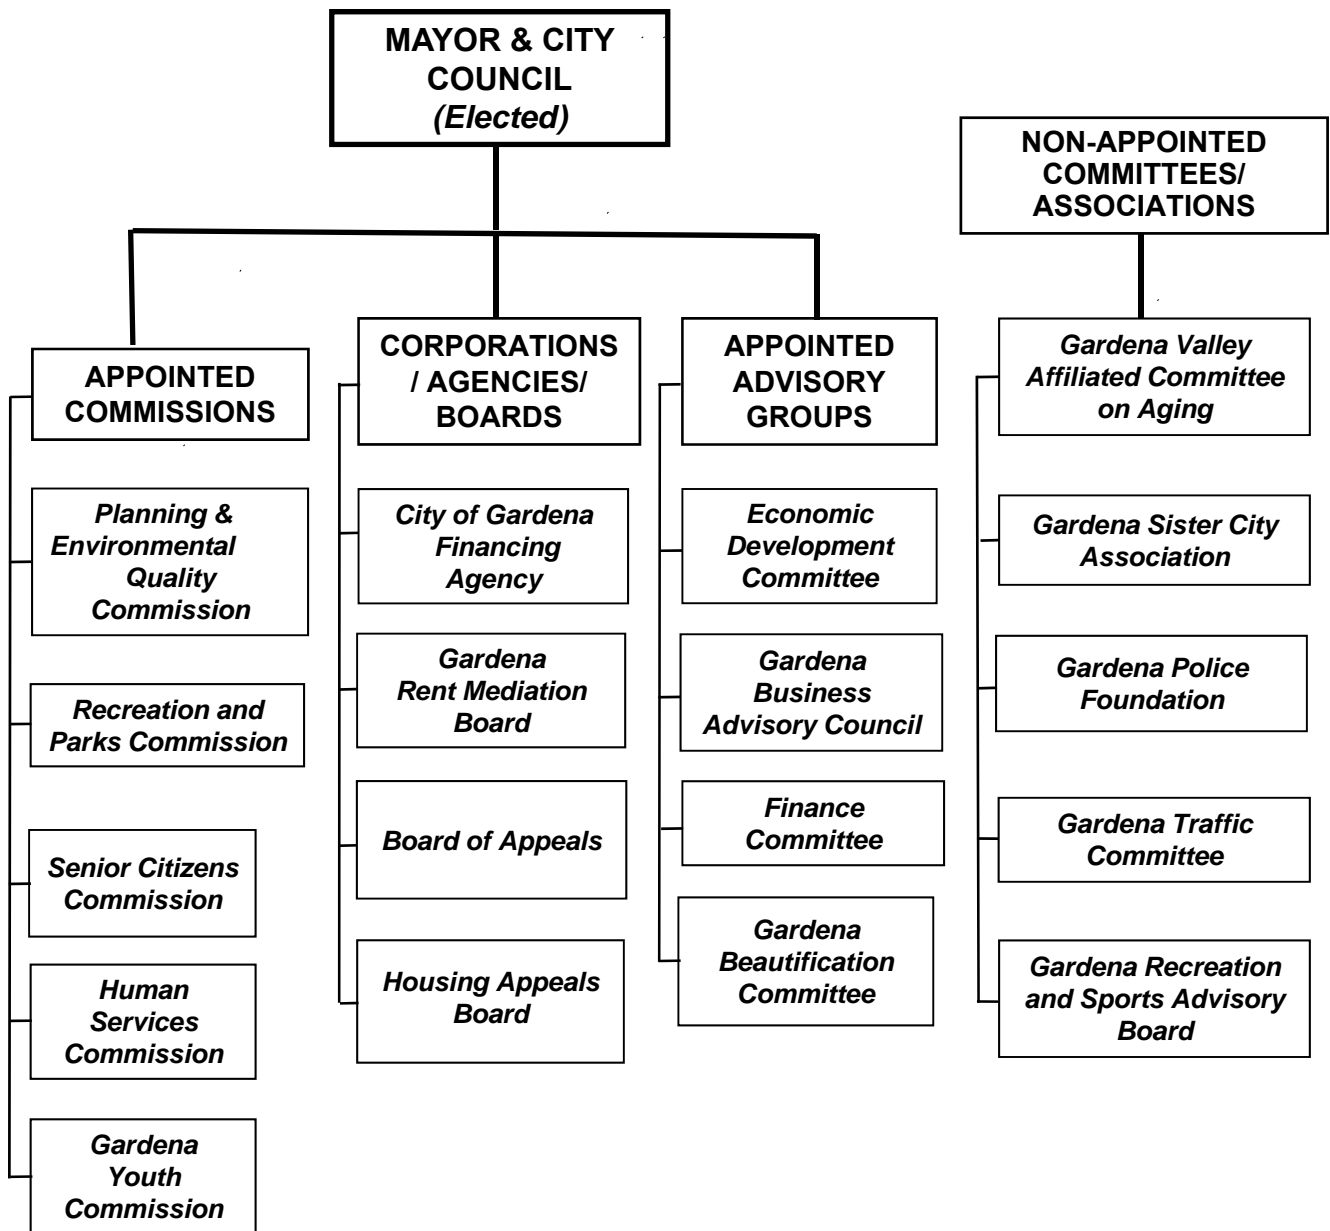 MAYOR & CITY
COUNCIL
(Elected)
NON-APPOINTED
COMMITTEES/
ASSOCIATIONS
APPOINTED
COMMISSIONS
Planning &
Environmental
Quality
Commission
Recreation and
Parks Commission
Senior Citizens
Commission
Human
Services
Commission
Gardena
Youth
Commission
CORPORATIONS
/ AGENCIES/
BOARDS
City of Gardena
Financing
Agency
Gardena
Rent Mediation
Board
Board of Appeals
Housing Appeals
Board
APPOINTED
ADVISORY
GROUPS
Economic
Development
Committee
Gardena
Business
Advisory Council
Finance
Committee
Gardena
Beautification
Committee
Gardena Valley
Affiliated Committee
on Aging
Gardena Sister City
Association
Gardena Police
Foundation
Gardena Traffic
Committee
Gardena Recreation
and Sports Advisory
Board